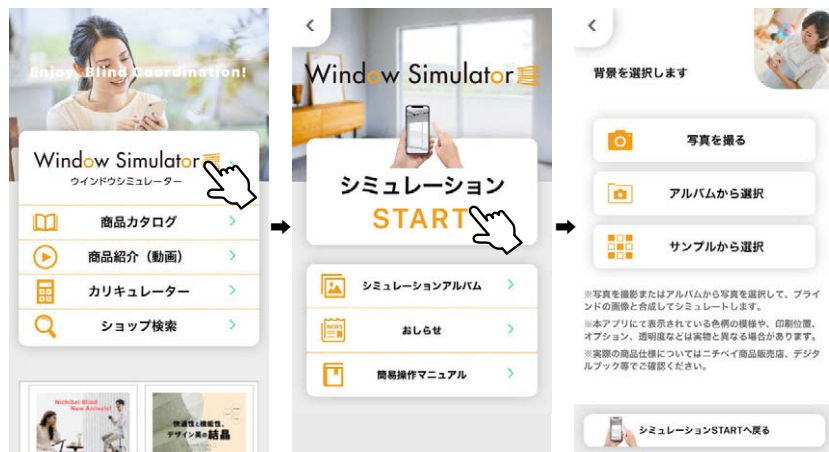 Enjoy Blind Coordination!
Window Simulator
ウインドウシミュレーター
商品カタログ
商品紹介（動画）
カリキュレーター
ショップ検索
Nichibei Blind
New Arrivals!
快適性と機能性、
デザイン美の結晶
Window Simulator
シミュレーション
START
シミュレーションアルバム
NEWS
おしらせ
簡易操作マニュアル
背景を選択します
写真を撮る
アルバムから選択
サンプルから選択
※写真を撮影またはアルバムから写真を選択して、ブライ
ンドの画像と合成してシミュレートします。
※本アプリにて表示されている色柄の模様や、印刷位置、
オプション、透明度などは実物と異なる場合があります。
※実際の商品仕様についてはニチベイ商品販売店、デジタ
ルブック等でご確認ください。
シミュレーションSTARTへ戻る